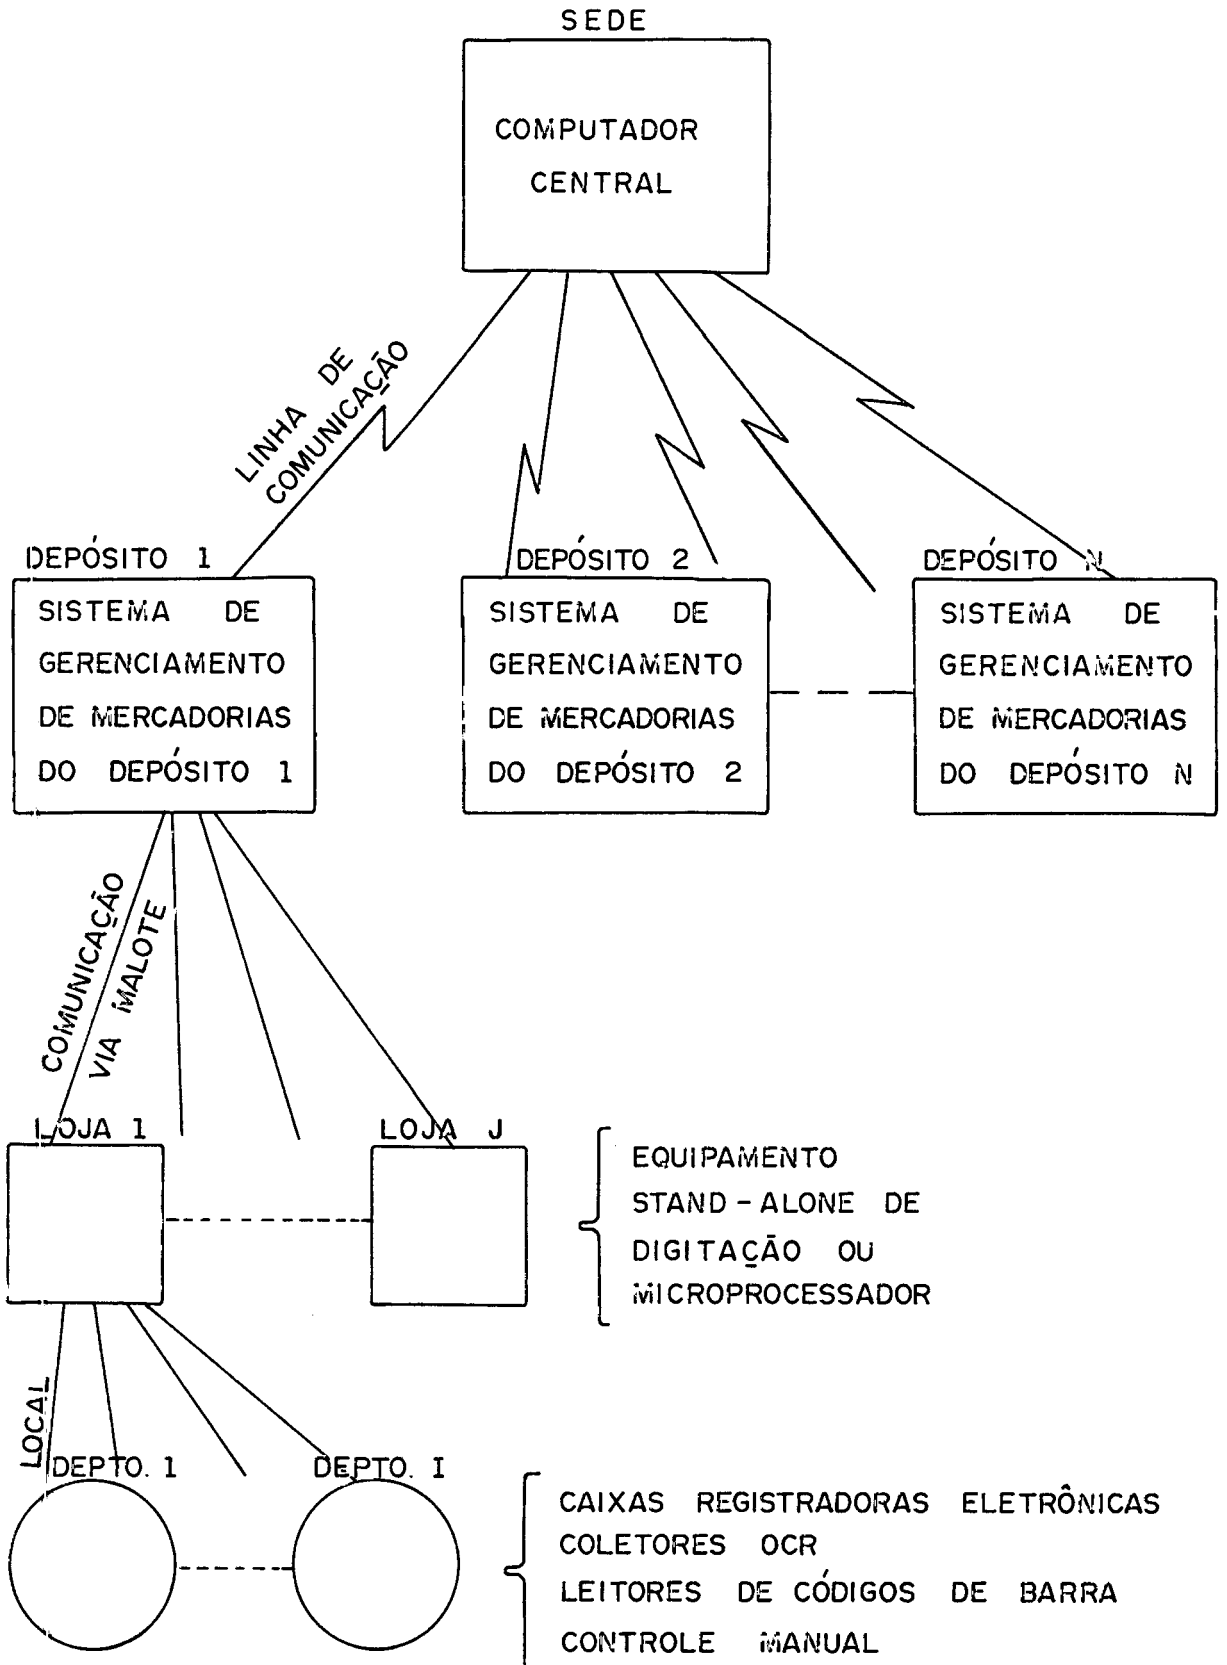 SEDE
COMPUTADOR
CENTRAL
LINHA DE
COMUNICAÇÃO
DEPÓSITO 1
SISTEMA DE
GERENCIAMENTO
DE MERCADORIAS
DO DEPÓSITO 1
DEPÓSITO 2
SISTEMA DE
GERENCIAMENTO
DE MERCADORIAS
DO DEPÓSITO 2
DEPÓSITO N
SISTEMA DE
GERENCIAMENTO
DE MERCADORIAS
DO DEPÓSITO N
COMUNICAÇÃO
VIA MALOTE
LOJA 1
LOJA J
EQUIPAMENTO
STAND-ALONE DE
DIGITAÇÃO OU
MICROPROCESSADOR
LOCAL
DEPTO. 1
DEPTO. I
CAIXAS REGISTRADORAS ELETRÔNICAS
COLETORES OCR
LEITORES DE CÓDIGOS DE BARRA
CONTROLE MANUAL